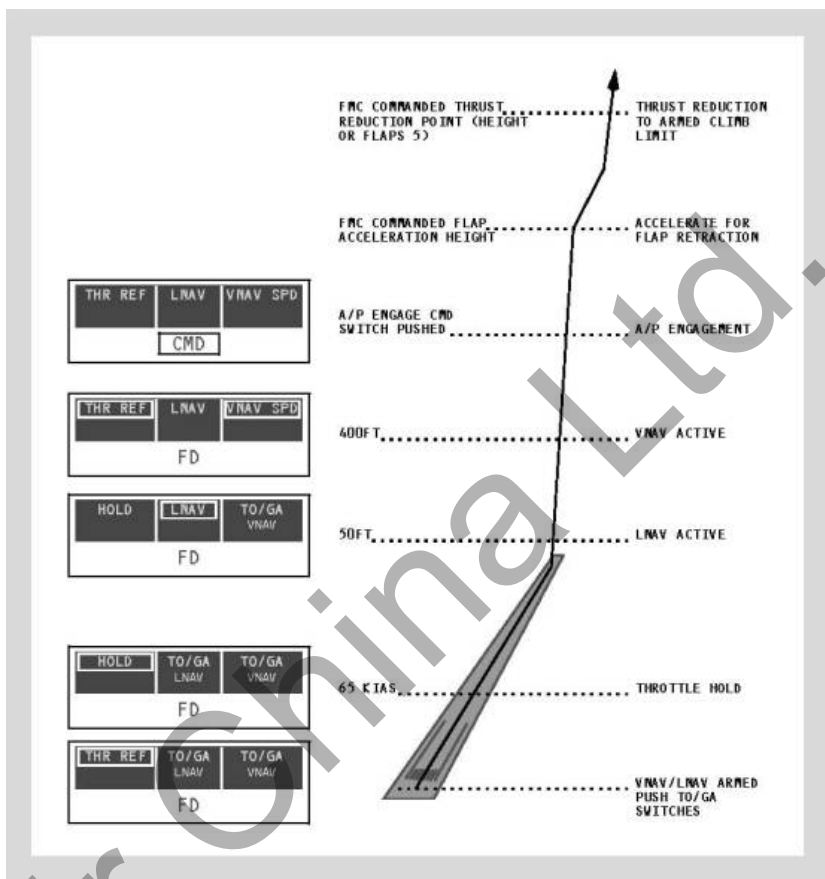 FMC COMMANDED THRUST
REDUCTION POINT (HEIGHT
OR FLAPS 5)
THRUST REDUCTION
TO ARMED CLIMB
LIMIT
FMC COMMANDED FLAP
ACCELERATION HEIGHT
ACCELERATE FOR
FLAP RETRACTION
THR REF LNAV VNAV SPD
CMD
A/P ENGAGE CMD
SWITCH PUSHED
A/P ENGAGEMENT
THR REF LNAV VNAV SPD
FD
400FT
VNAV ACTIVE
HOLD LNAV TO/GA
VNAV
FD
50FT
LNAV ACTIVE
HOLD TO/GA TO/GA
LNAV VNAV
FD
65 KIAS
THROTTLE HOLD
THR REF TO/GA TO/GA
LNAV VNAV
FD
VNAV/LNAV ARMED
PUSH TO/GA
SWITCHES
r China Ltd.